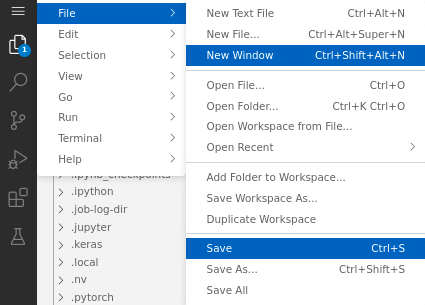 File
Edit
Selection
View
Go
Run
Terminal
Help
1
.ipynb_checkpoints
.ipython
.job-log-dir
.jupyter
.keras
.local
.nv
.pytorch
New Text File Ctrl+Alt+N
New File... Ctrl+Alt+Super+N
New Window Ctrl+Shift+Alt+N
Open File... Ctrl+O
Open Folder... Ctrl+K Ctrl+O
Open Workspace from File...
Open Recent
Add Folder to Workspace...
Save Workspace As...
Duplicate Workspace
Save Ctrl+S
Save As... Ctrl+Shift+S
Save All